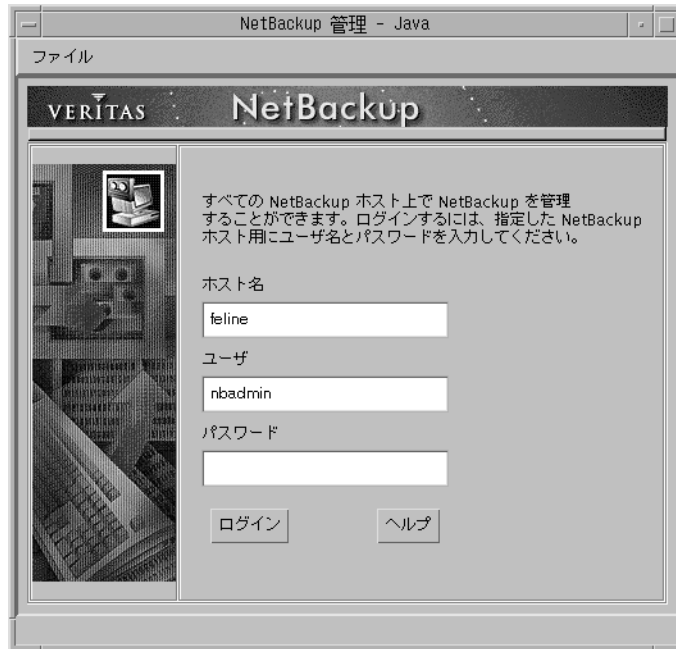 NetBackup 管理 - Java
ファイル
VERITAS NetBackup
すべての NetBackup ホスト上で NetBackup を管理
することができます。ログインするには、指定した NetBackup
ホスト用にユーザ名とパスワードを入力してください。
ホスト名
feline
ユーザ
nbadmin
パスワード
ログイン ヘルプ